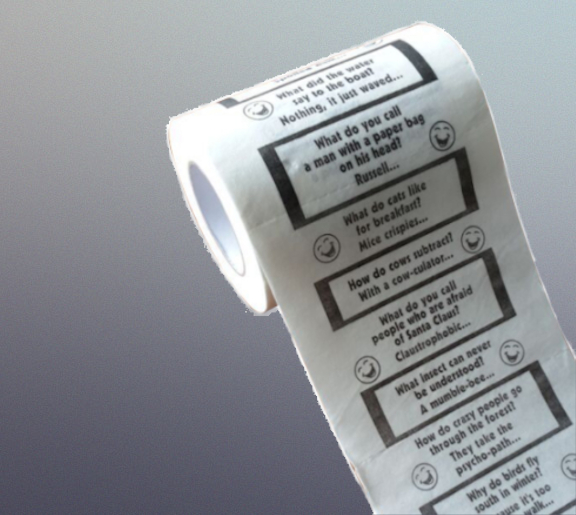 What did the water
say to the boat?
Nothing, it just waved...
What do you call
a man with a paper bag
on his head?
Russell...
What do cats like
for breakfast?
Mice crispies...
How do cows subtract?
With a cow-culator...
What do you call
people who are afraid
of Santa Claus?
Claustrophobic...
What insect can never
be understood?
A mumble-bee...
How do crazy people go
through the forest?
They take the
psycho-path...
Why do birds fly
south in winter?
it's too
walk...